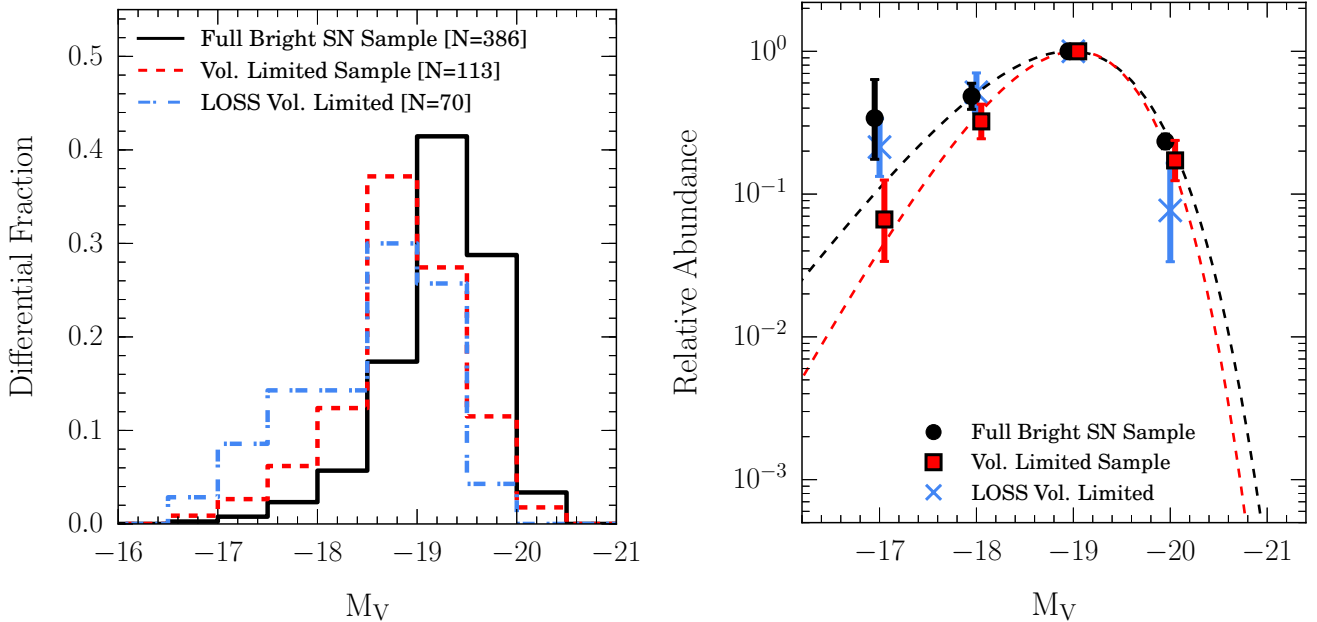 Full Bright SN Sample [N=386]
Vol. Limited Sample [N=113]
LOSS Vol. Limited [N=70]
Differential Fraction
0.5
0.4
0.3
0.2
0.1
0.0
−16 −17 −18 −19 −20 −21
M_V
Relative Abundance
10^0
10^−1
10^−2
10^−3
Full Bright SN Sample
Vol. Limited Sample
LOSS Vol. Limited
−17 −18 −19 −20 −21
M_V